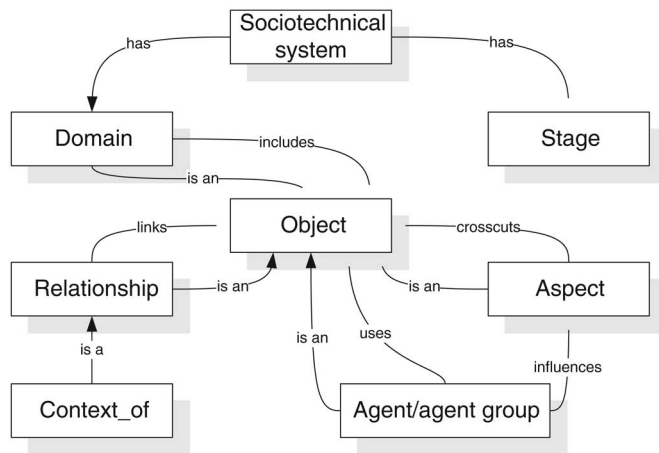 Sociotechnical
system
has
has
Domain
Stage
includes
is an
Object
links
crosscuts
Relationship
is an
is an
Aspect
is a
is an
uses
influences
Context_of
Agent/agent group